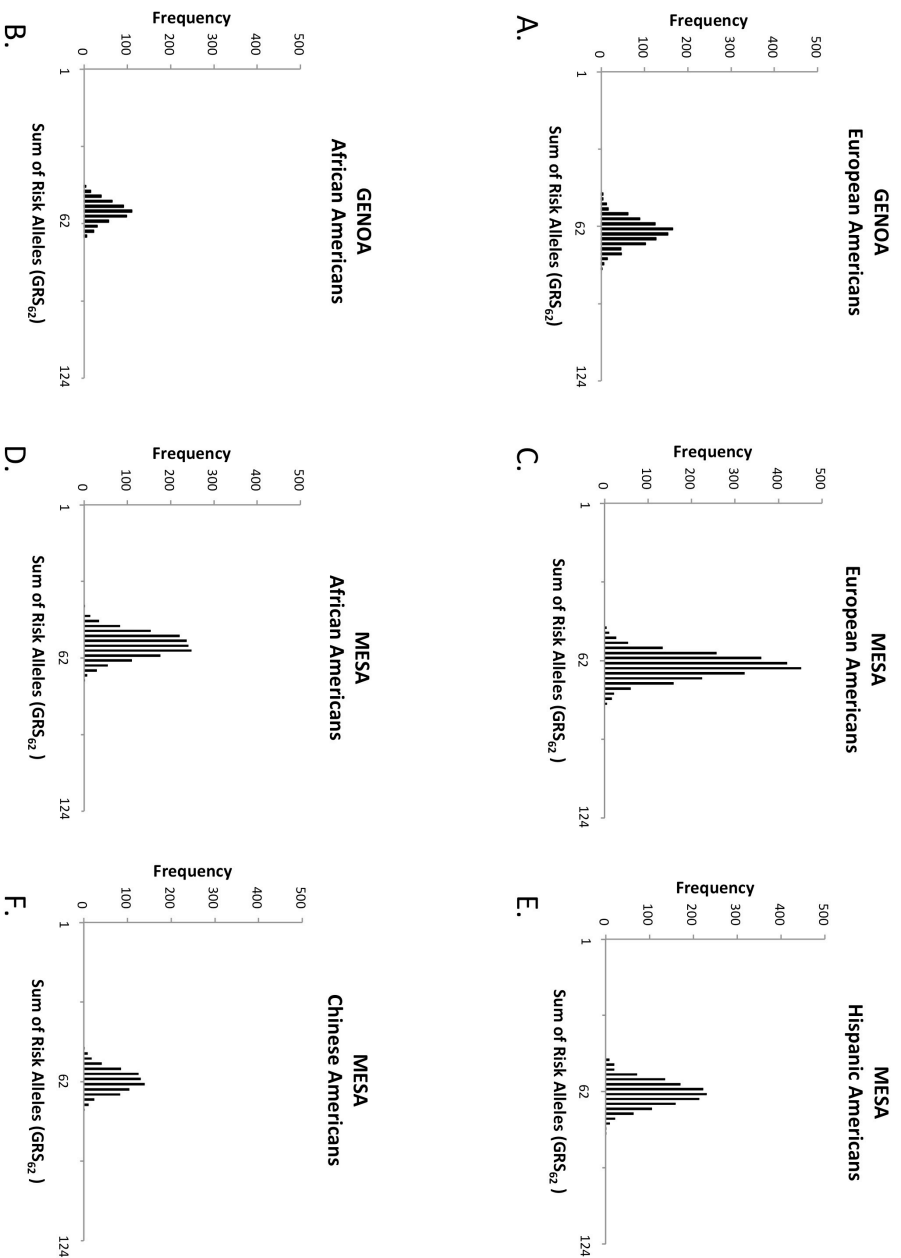 A.
GENOA
European Americans
Frequency
500
400
300
200
100
0
1
62
124
Sum of Risk Alleles (GRS62)
C.
MESA
European Americans
Frequency
500
400
300
200
100
0
1
62
124
Sum of Risk Alleles (GRS62 )
E.
MESA
Hispanic Americans
Frequency
500
400
300
200
100
0
1
62
124
Sum of Risk Alleles (GRS62 )
B.
GENOA
African Americans
Frequency
500
400
300
200
100
0
1
62
124
Sum of Risk Alleles (GRS62)
D.
MESA
African Americans
Frequency
500
400
300
200
100
0
1
62
124
Sum of Risk Alleles (GRS62 )
F.
MESA
Chinese Americans
Frequency
500
400
300
200
100
0
1
62
124
Sum of Risk Alleles (GRS62 )